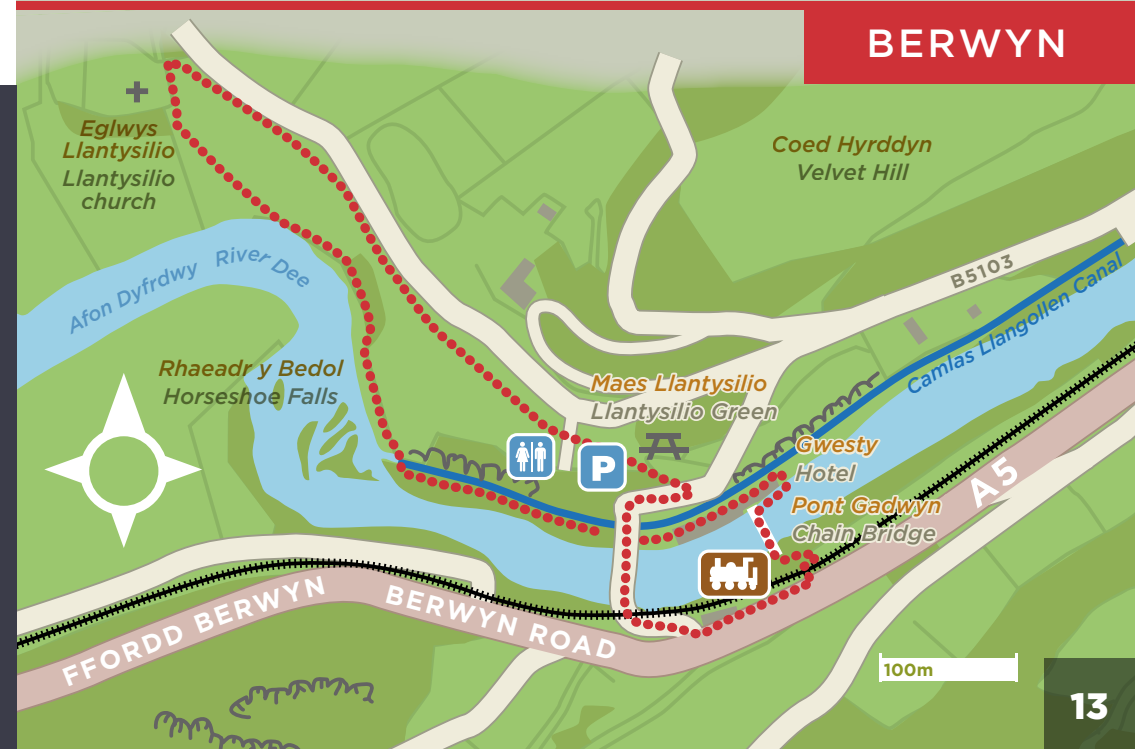 BERWYN
Eglwys
Llantysilio
Llantysilio
church
Coed Hyrddyn
Velvet Hill
Afon Dyfrdwy River Dee
B5103
Camlas Llangollen Canal
Rhaeadr y Bedol
Horseshoe Falls
Maes Llantysilio
Llantysilio Green
P
Gwesty
Hotel
Pont Gadwyn
Chain Bridge
A5
FFORDD BERWYN
BERWYN ROAD
100m
13